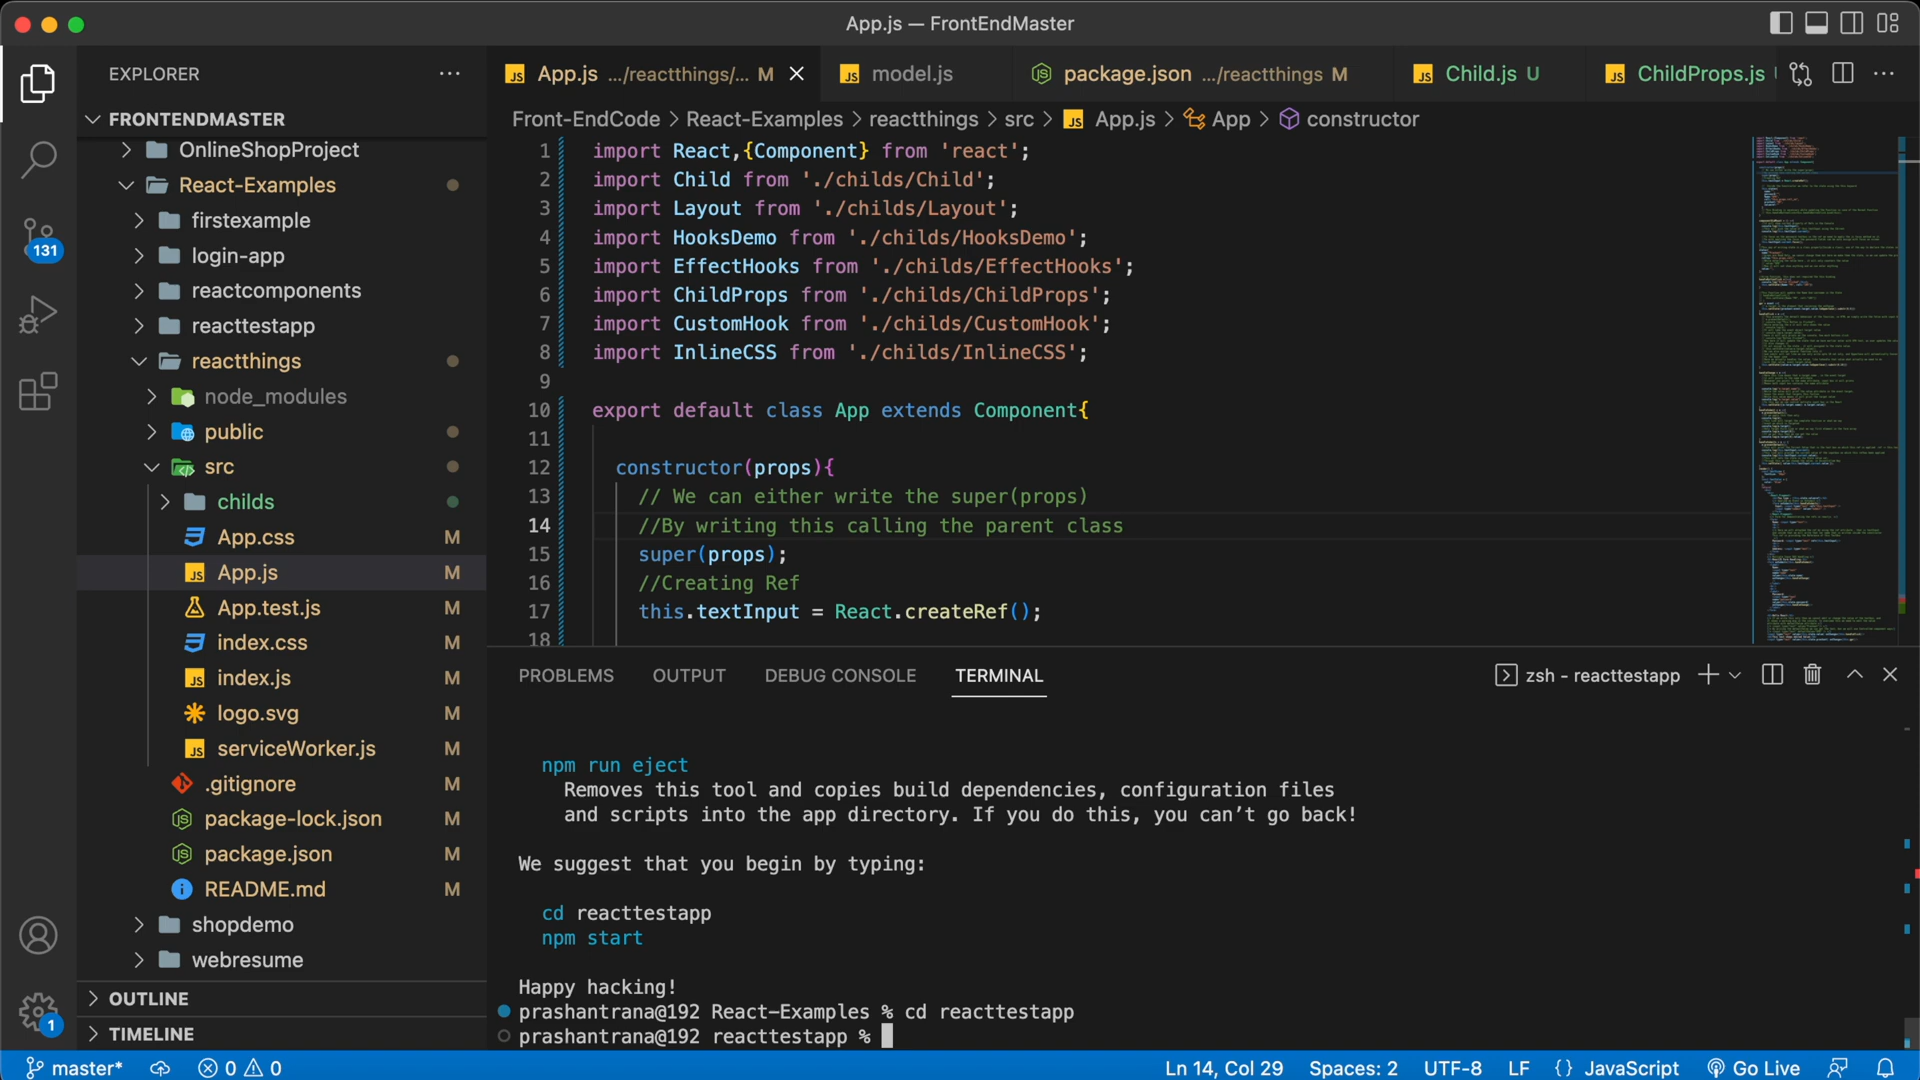 App.js — FrontEndMaster
EXPLORER
FRONTENDMASTER
OnlineShopProject
React-Examples
firstexample
login-app
reactcomponents
reacttestapp
reactthings
node_modules
public
src
childs
App.css M
App.js M
App.test.js M
index.css M
index.js M
logo.svg M
serviceWorker.js M
.gitignore M
package-lock.json M
package.json M
README.md M
shopdemo
webresume
OUTLINE
TIMELINE
131
1
JS App.js .../reactthings/... M
JS model.js
package.json .../reactthings M
JS Child.js U
JS ChildProps.js
Front-EndCode > React-Examples > reactthings > src > JS App.js > App > constructor
1 import React,{Component} from 'react';
2 import Child from './childs/Child';
3 import Layout from './childs/Layout';
4 import HooksDemo from './childs/HooksDemo';
5 import EffectHooks from './childs/EffectHooks';
6 import ChildProps from './childs/ChildProps';
7 import CustomHook from './childs/CustomHook';
8 import InlineCSS from './childs/InlineCSS';
9
10 export default class App extends Component{
11
12 constructor(props){
13 // We can either write the super(props)
14 //By writing this calling the parent class
15 super(props);
16 //Creating Ref
17 this.textInput = React.createRef();
18
PROBLEMS OUTPUT DEBUG CONSOLE TERMINAL
zsh - reacttestapp
npm run eject
Removes this tool and copies build dependencies, configuration files
and scripts into the app directory. If you do this, you can’t go back!
We suggest that you begin by typing:
cd reacttestapp
npm start
Happy hacking!
prashantrana@192 React-Examples % cd reacttestapp
prashantrana@192 reacttestapp %
master* 0 0 Ln 14, Col 29 Spaces: 2 UTF-8 LF {} JavaScript Go Live